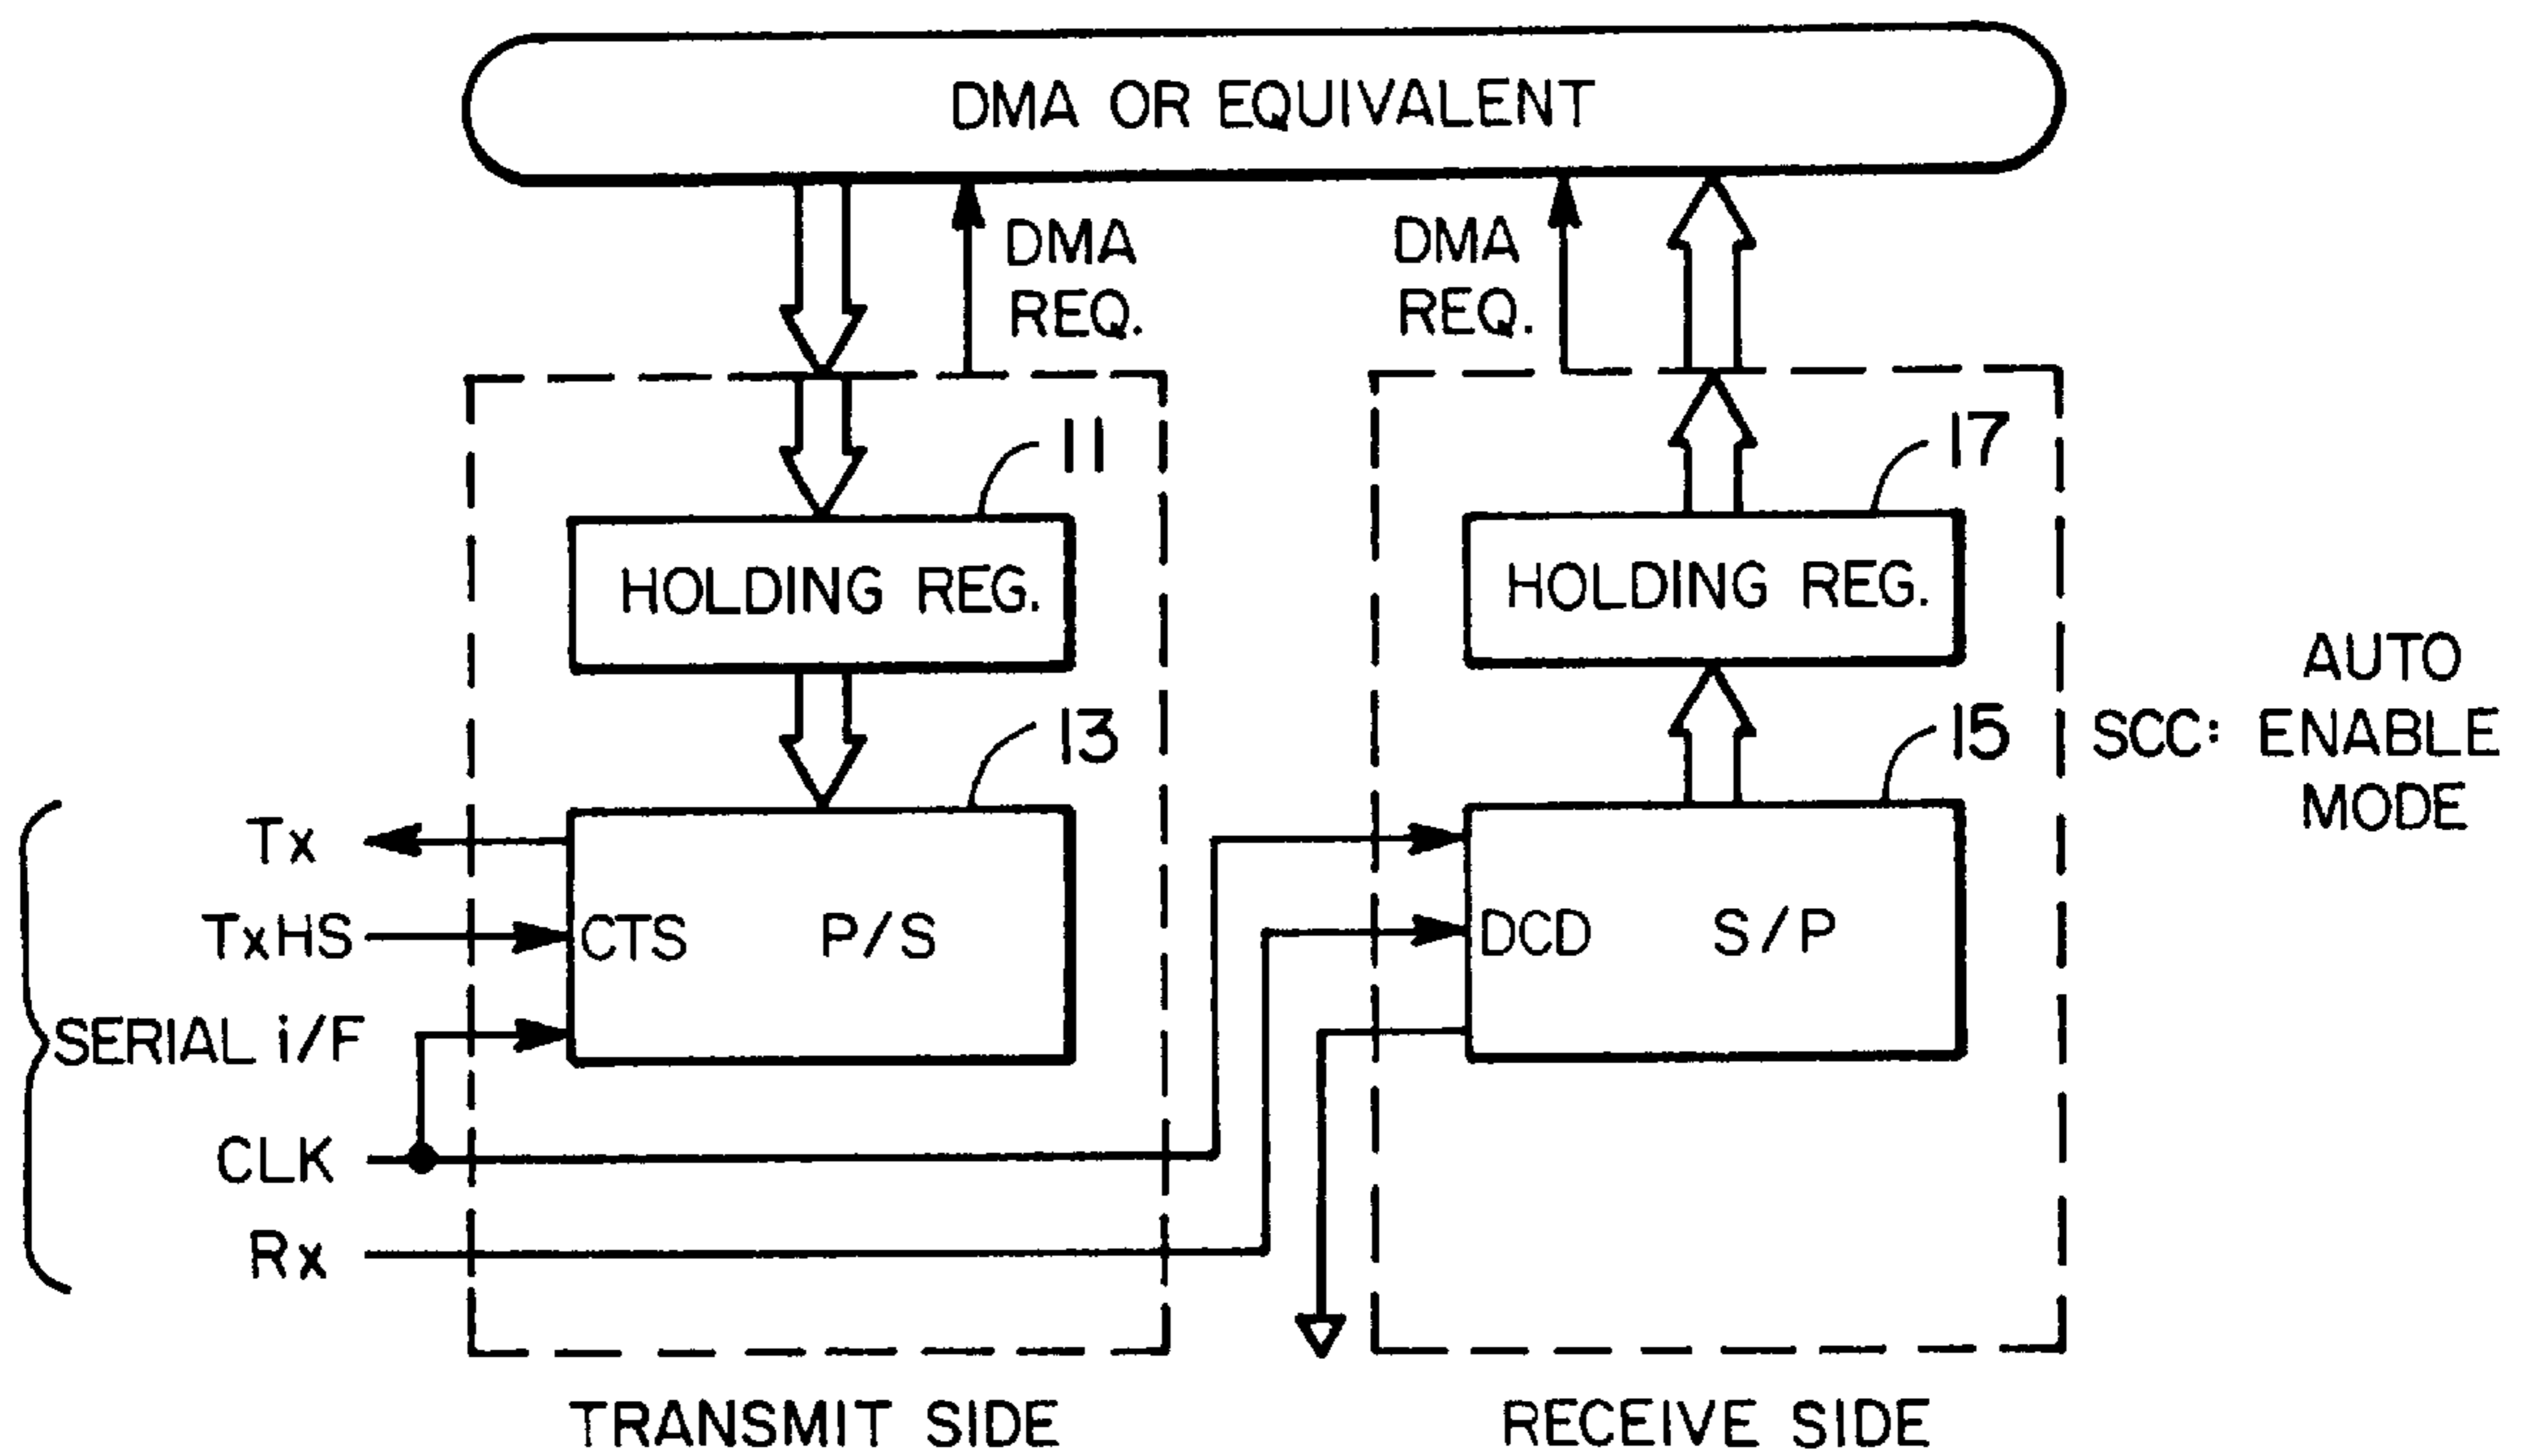 DMA OR EQUIVALENT
DMA
REQ.
DMA
REQ.
11
17
HOLDING REG.
HOLDING REG.
13
15
AUTO
SCC: ENABLE
MODE
Tx
TxHS
CTS
P/S
DCD
S/P
SERIAL i/F
CLK
Rx
TRANSMIT SIDE
RECEIVE SIDE